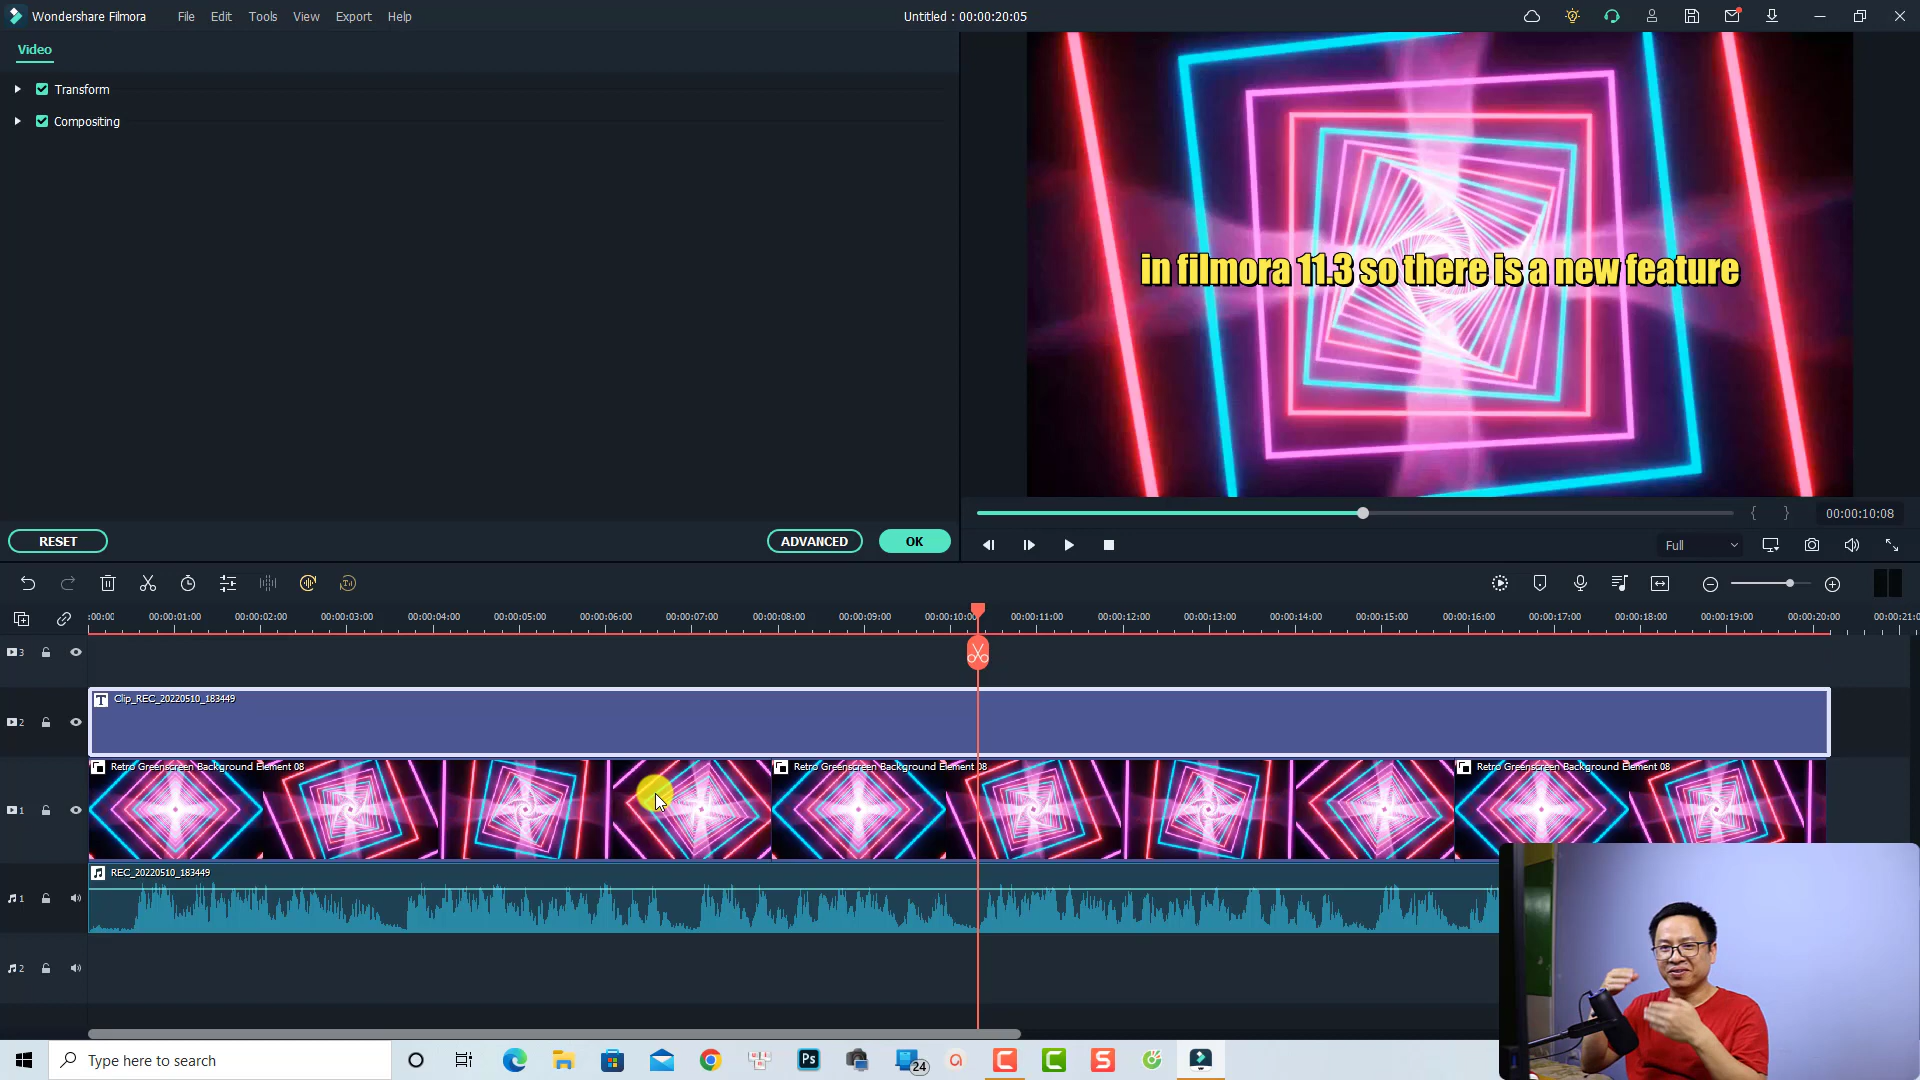 Wondershare Filmora File Edit Tools View Export Help Untitled : 00:00:20:05
Video
Transform
Compositing
in filmora 11.3 so there is a new feature
00:00:10:08
RESET ADVANCED OK
Full
:00:00 00:00:01:00 00:00:02:00 00:00:03:00 00:00:04:00 00:00:05:00 00:00:06:00 00:00:07:00 00:00:08:00 00:00:09:00 00:00:10:00 00:00:11:00 00:00:12:00 00:00:13:00 00:00:14:00 00:00:15:00 00:00:16:00 00:00:17:00 00:00:18:00 00:00:19:00 00:00:20:00 00:00:21:0
3
T Clip_REC_20220510_183449
2
Retro Greenscreen Background Element 08 Retro Greenscreen Background Element 08 Retro Greenscreen Background Element 08
1
REC_20220510_183449
1
2
Type here to search Ps 24